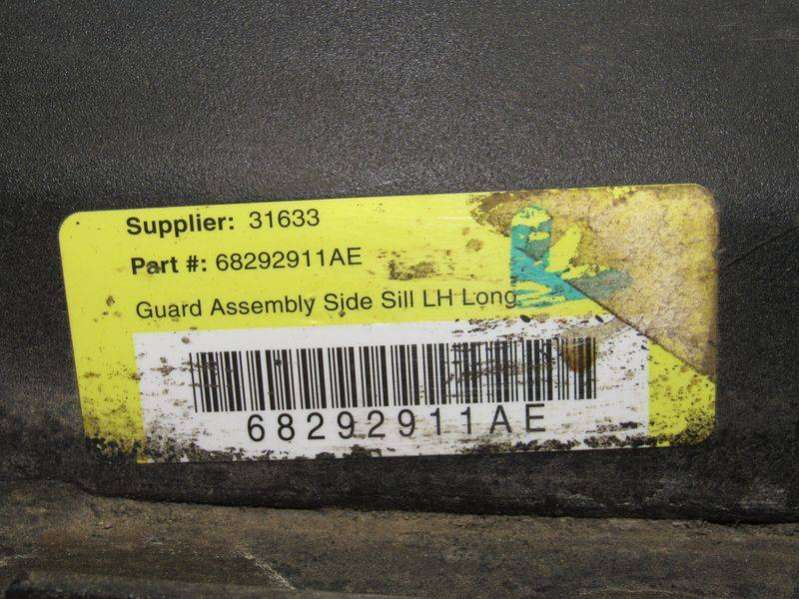 Supplier: 31633
Part #: 68292911AE
Guard Assembly Side Sill LH Long
68292911AE